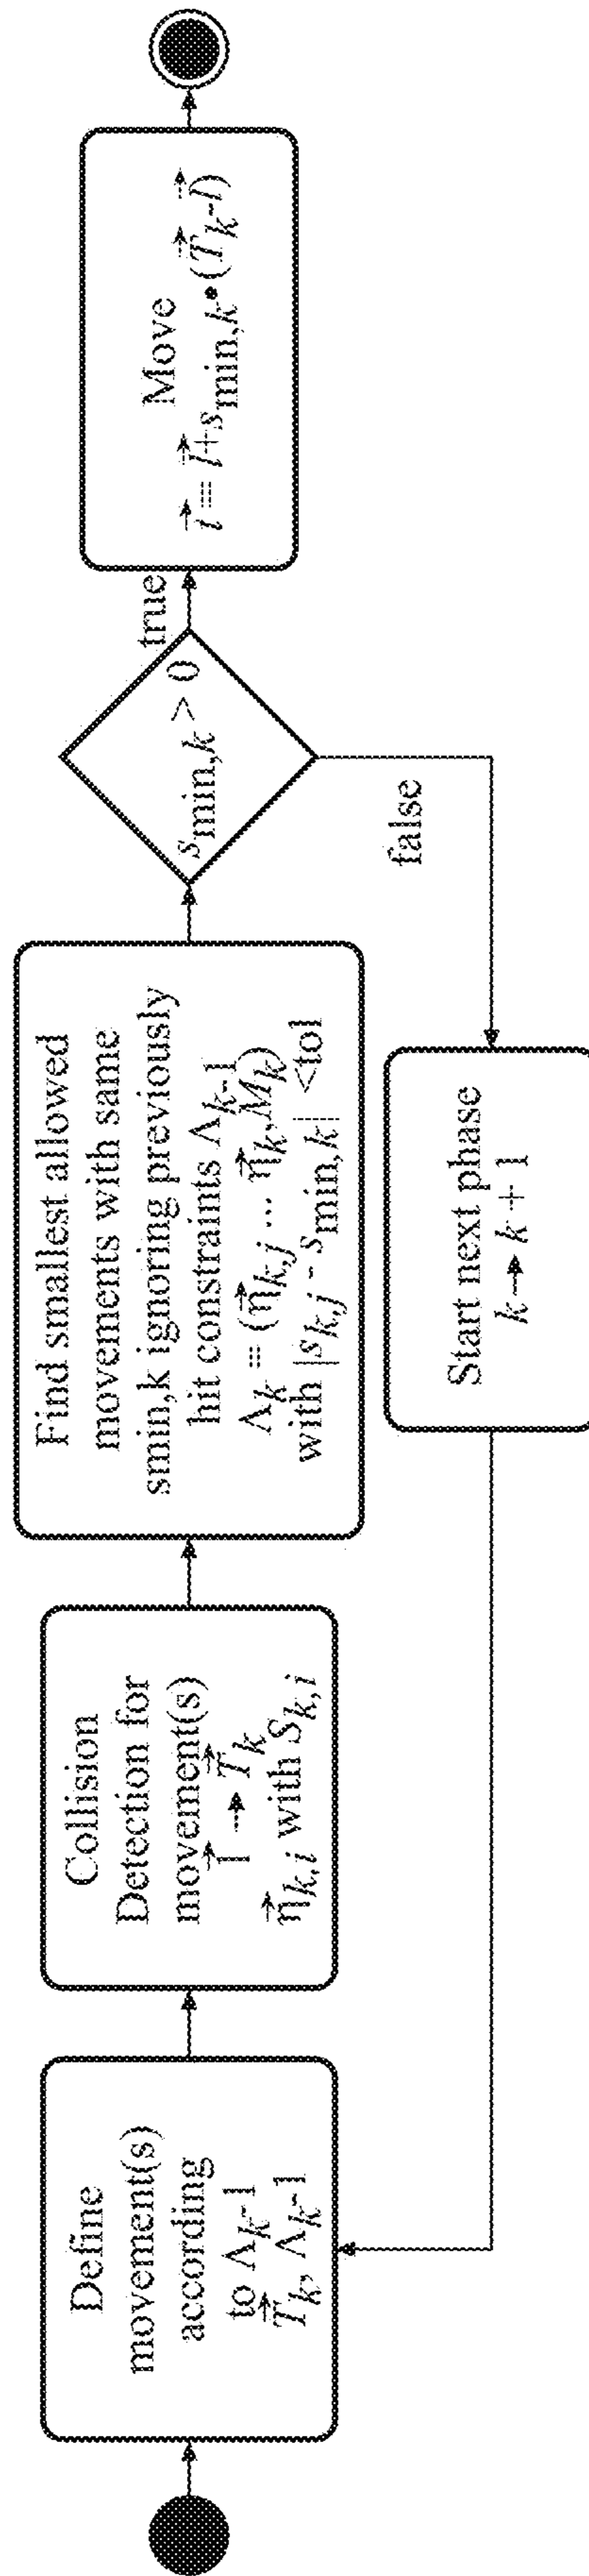 Define
movement(s)
according
to Λk-1
T⃗k, Λk-1
Collision
Detection for
movement(s)
l⃗ → T⃗k
η⃗k,i with Sk,i
Find smallest allowed
movements with same
smin,k ignoring previously
hit constraints Λk-1
Λk = (η⃗k,j ... η⃗k,Mk)
with |sk,j - smin,k| <tol
smin,k > 0
true
false
Move
l⃗ = l⃗+smin,k•(T⃗k-l⃗)
Start next phase
k→k + 1